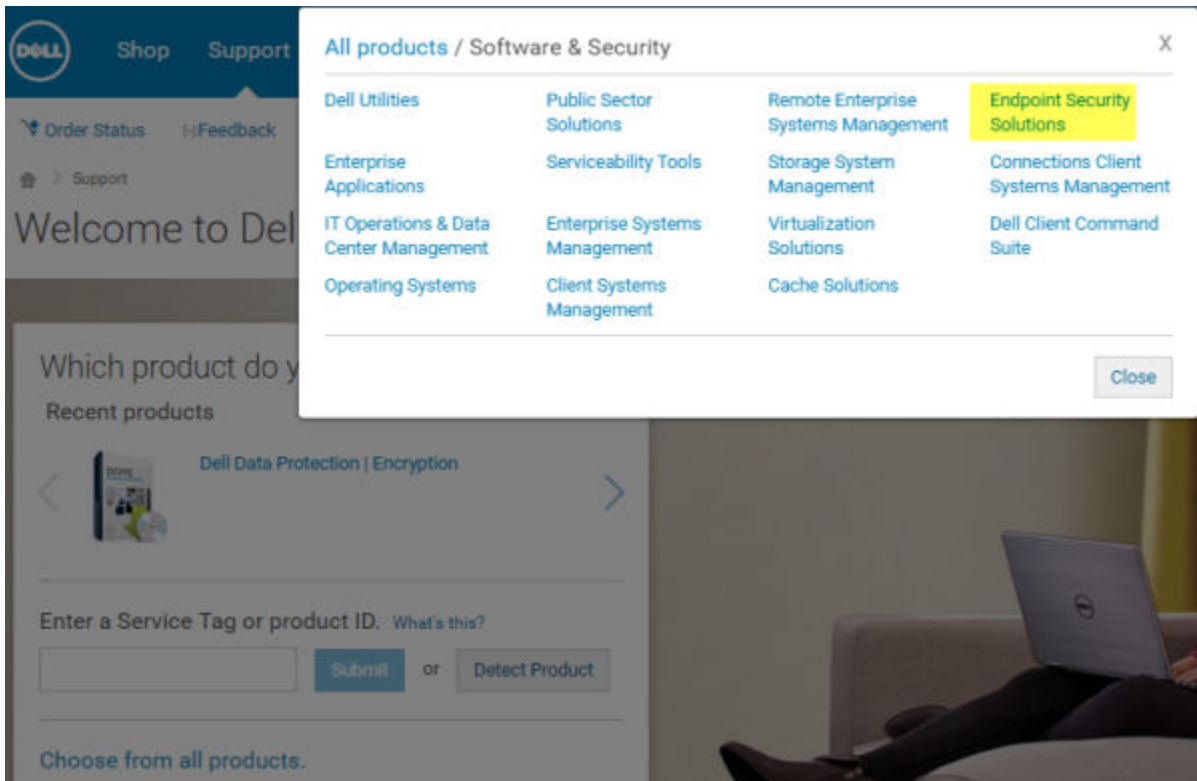 DELL
Shop
Support
Order Status
Feedback
Support
Welcome to Del
All products / Software & Security
X
Dell Utilities
Public Sector
Solutions
Remote Enterprise
Systems Management
Endpoint Security
Solutions
Enterprise
Applications
Serviceability Tools
Storage System
Management
Connections Client
Systems Management
IT Operations & Data
Center Management
Enterprise Systems
Management
Virtualization
Solutions
Dell Client Command
Suite
Operating Systems
Client Systems
Management
Cache Solutions
Close
Which product do y
Recent products
Dell Data Protection | Encryption
Enter a Service Tag or product ID. What's this?
Submit or Detect Product
Choose from all products.
DELL